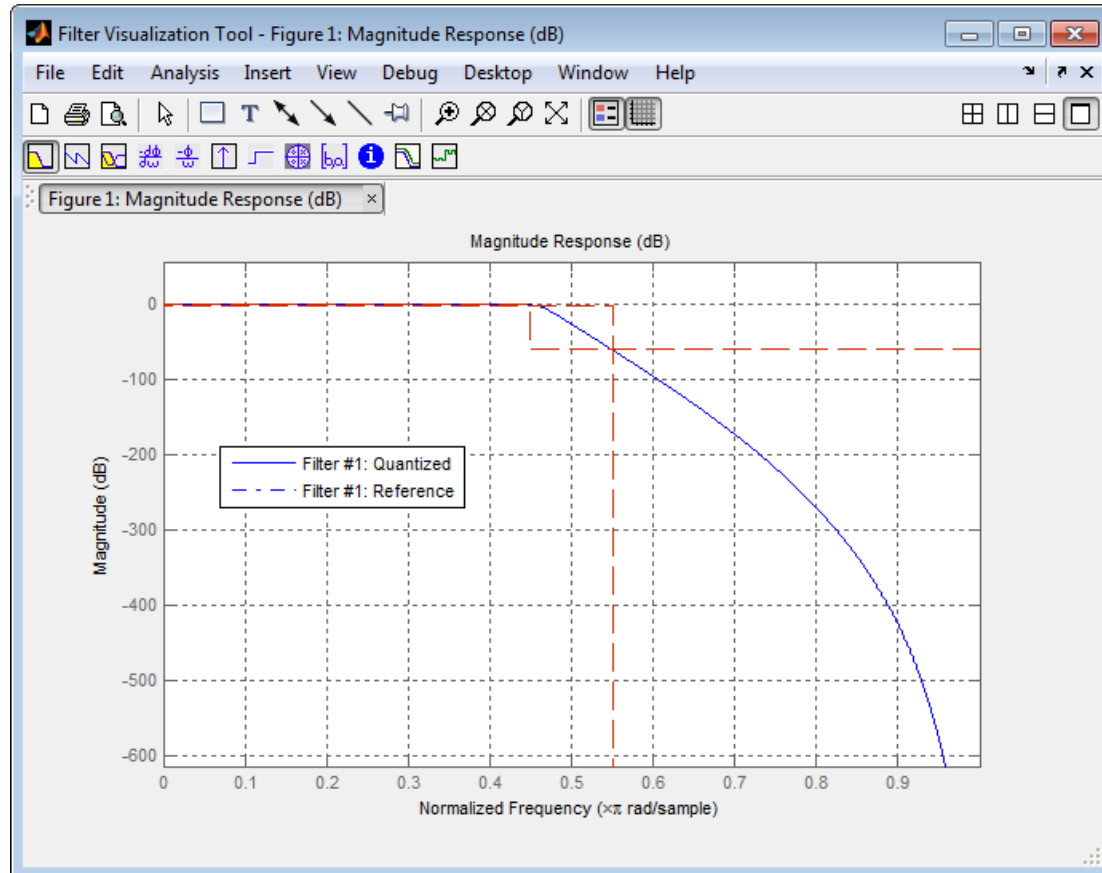 Filter Visualization Tool - Figure 1: Magnitude Response (dB)
File Edit Analysis Insert View Debug Desktop Window Help
T
[b,a] i
Figure 1: Magnitude Response (dB) ×
Magnitude Response (dB)
0
-100
-200
-300
-400
-500
-600
Magnitude (dB)
Filter #1: Quantized
Filter #1: Reference
0 0.1 0.2 0.3 0.4 0.5 0.6 0.7 0.8 0.9
Normalized Frequency (×π rad/sample)